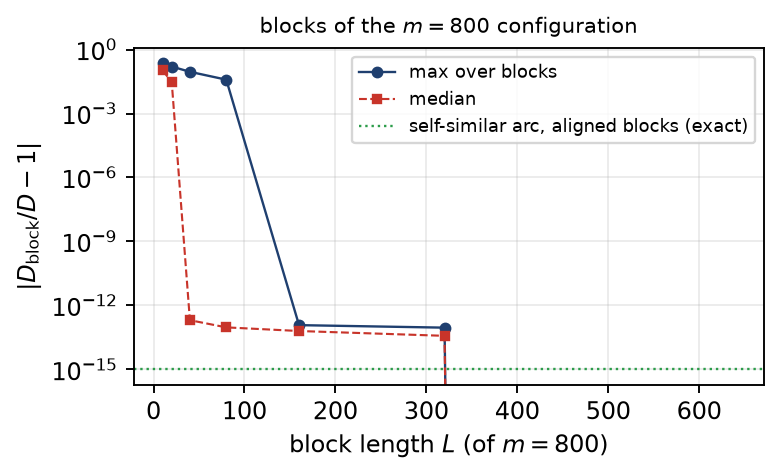 blocks of the $m = 800$ configuration
|D_block/D − 1|
10⁰
10⁻³
10⁻⁶
10⁻⁹
10⁻¹²
10⁻¹⁵
max over blocks
median
self-similar arc, aligned blocks (exact)
0 100 200 300 400 500 600
block length L (of m = 800)